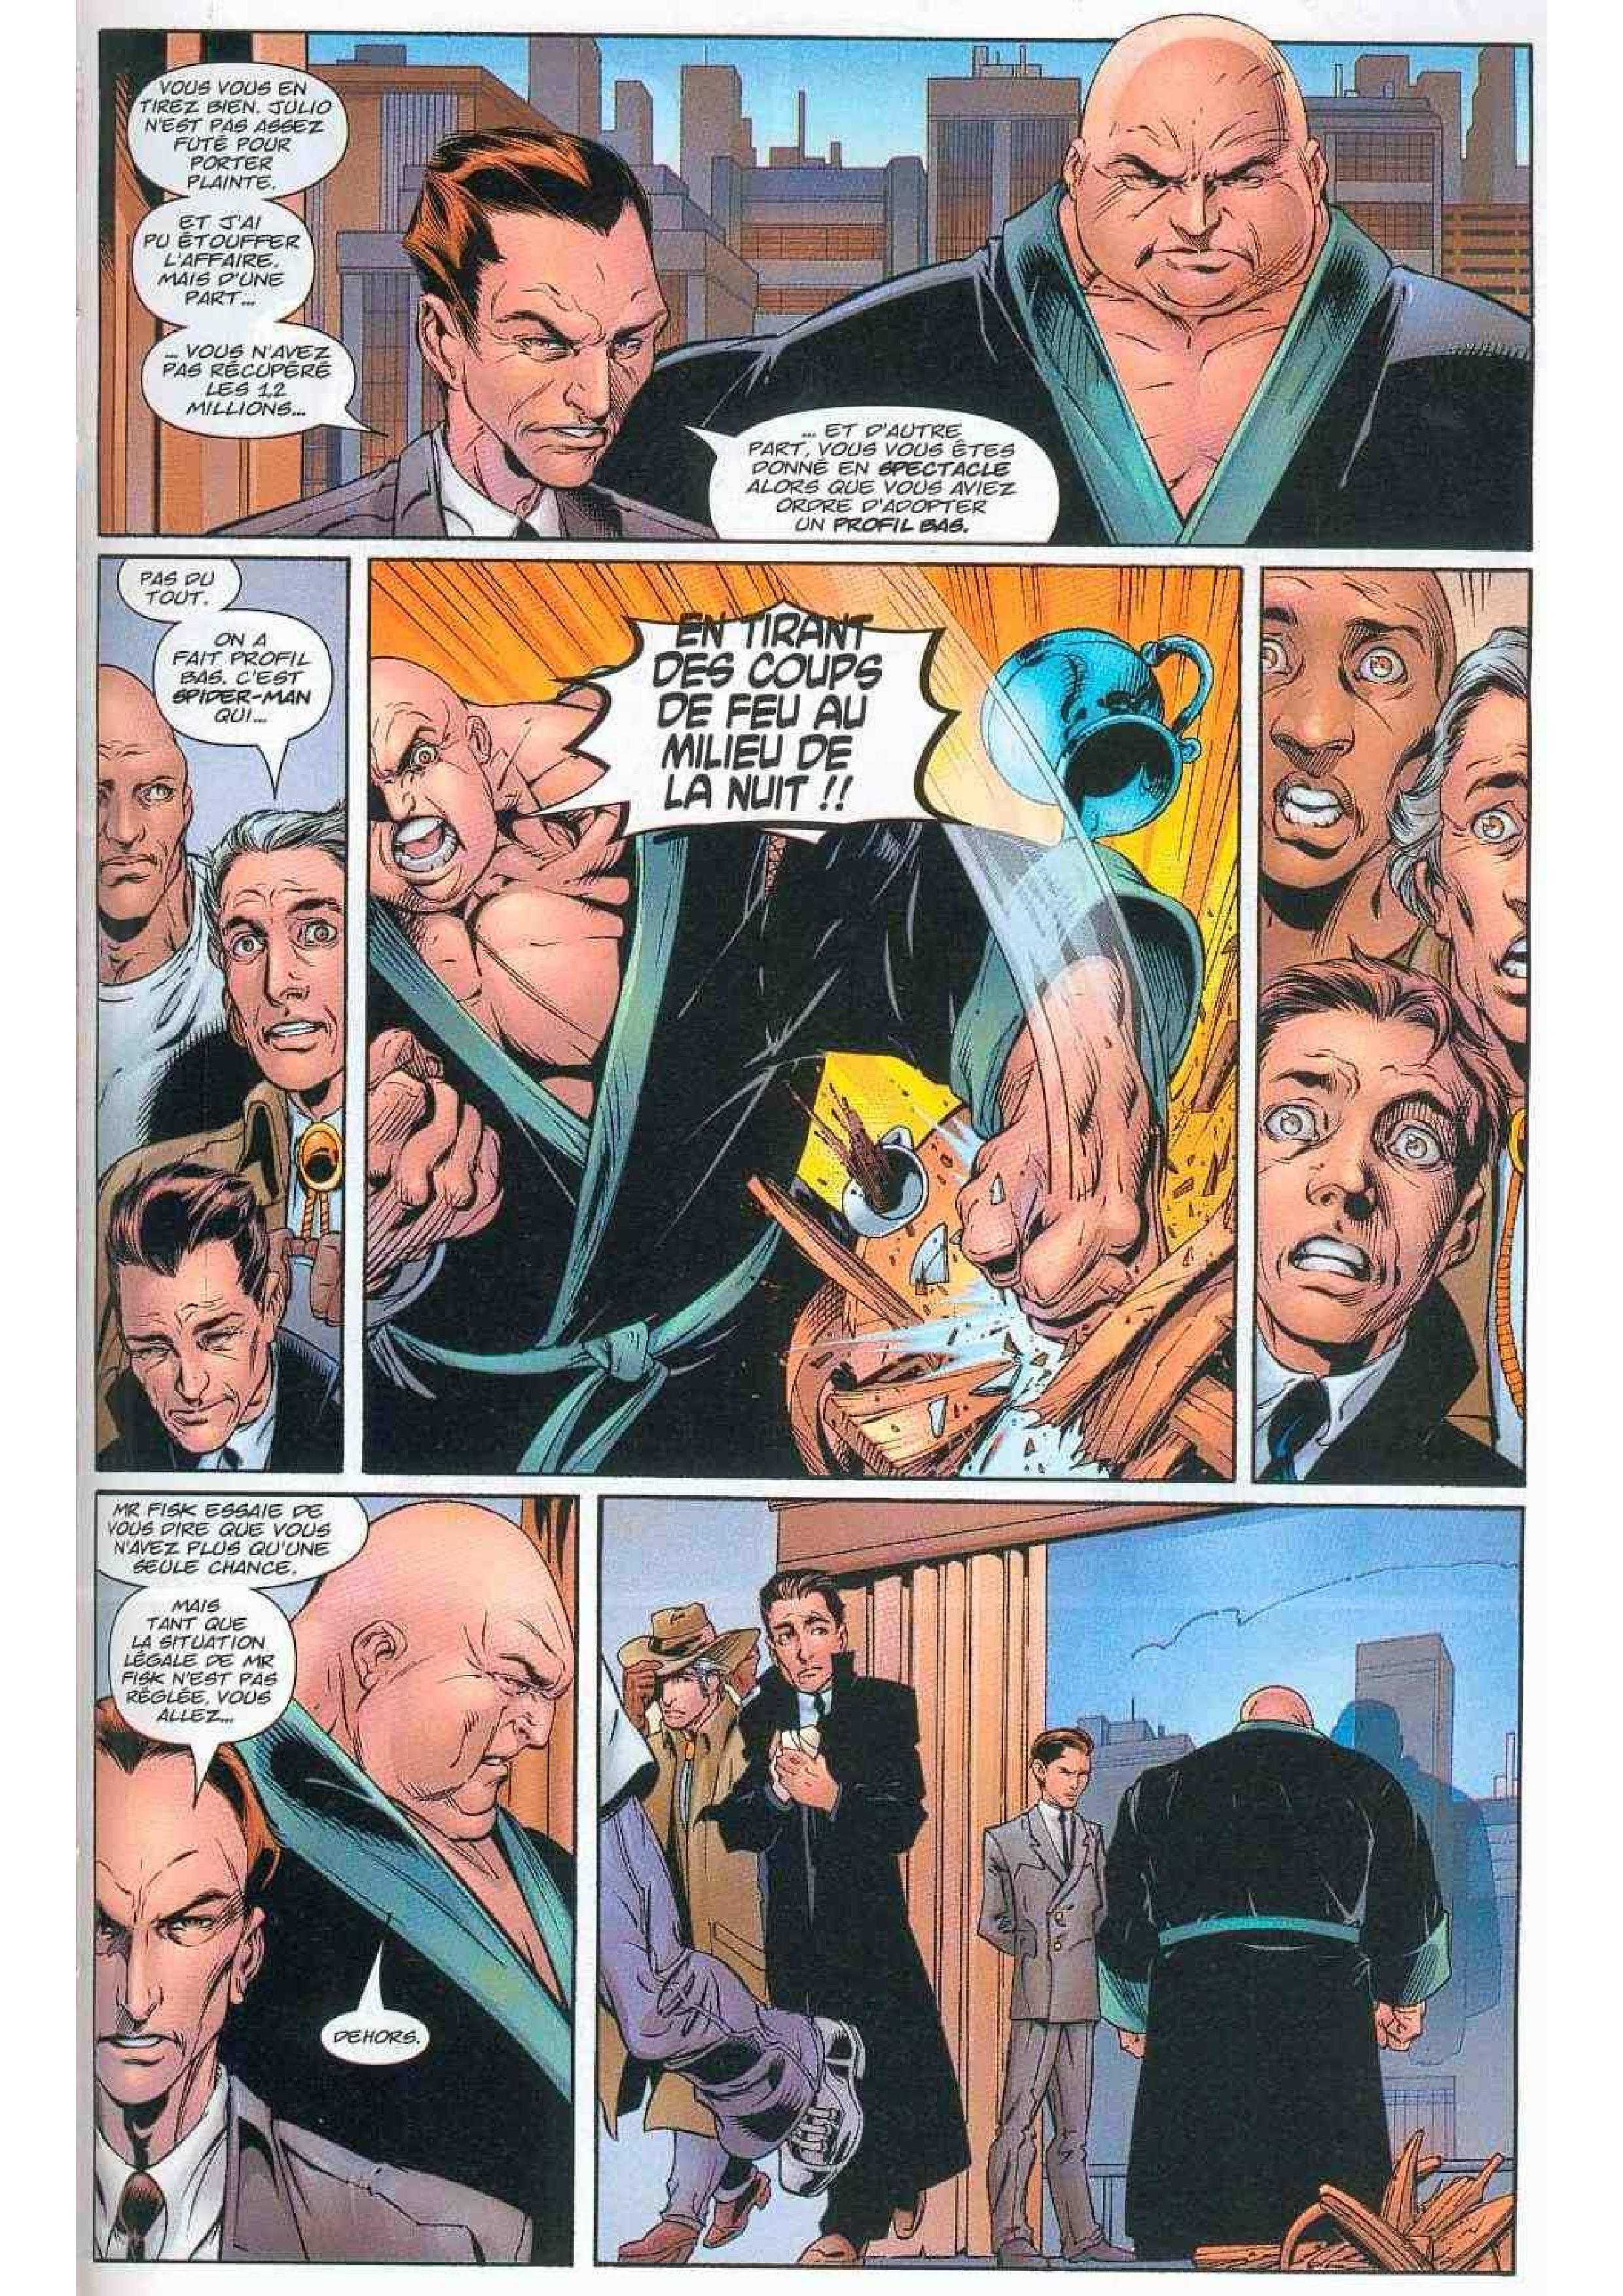 VOUS VOUS EN
TIREZ BIEN. JULIO
N'EST PAS ASSEZ
FUTÉ POUR
PORTER
PLAINTE.
ET J'AI
PU ÉTOUFFER
L'AFFAIRE.
MAIS D'UNE
PART...
... VOUS N'AVEZ
PAS RÉCUPÉRÉ
LES 12
MILLIONS...
... ET D'AUTRE
PART, VOUS VOUS ÊTES
DONNÉ EN SPECTACLE
ALORS QUE VOUS AVIEZ
ORDRE D'ADOPTER
UN PROFIL BAS.
PAS DU
TOUT.
ON A
FAIT PROFIL
BAS. C'EST
SPIDER-MAN
QUI...
EN TIRANT
DES COUPS
DE FEU AU
MILIEU DE
LA NUIT !!
MR FISK ESSAIE DE
VOUS DIRE QUE VOUS
N'AVEZ PLUS QU'UNE
SEULE CHANCE.
MAIS
TANT QUE
LA SITUATION
LÉGALE DE MR
FISK N'EST PAS
RÉGLÉE, VOUS
ALLEZ...
DEHORS.